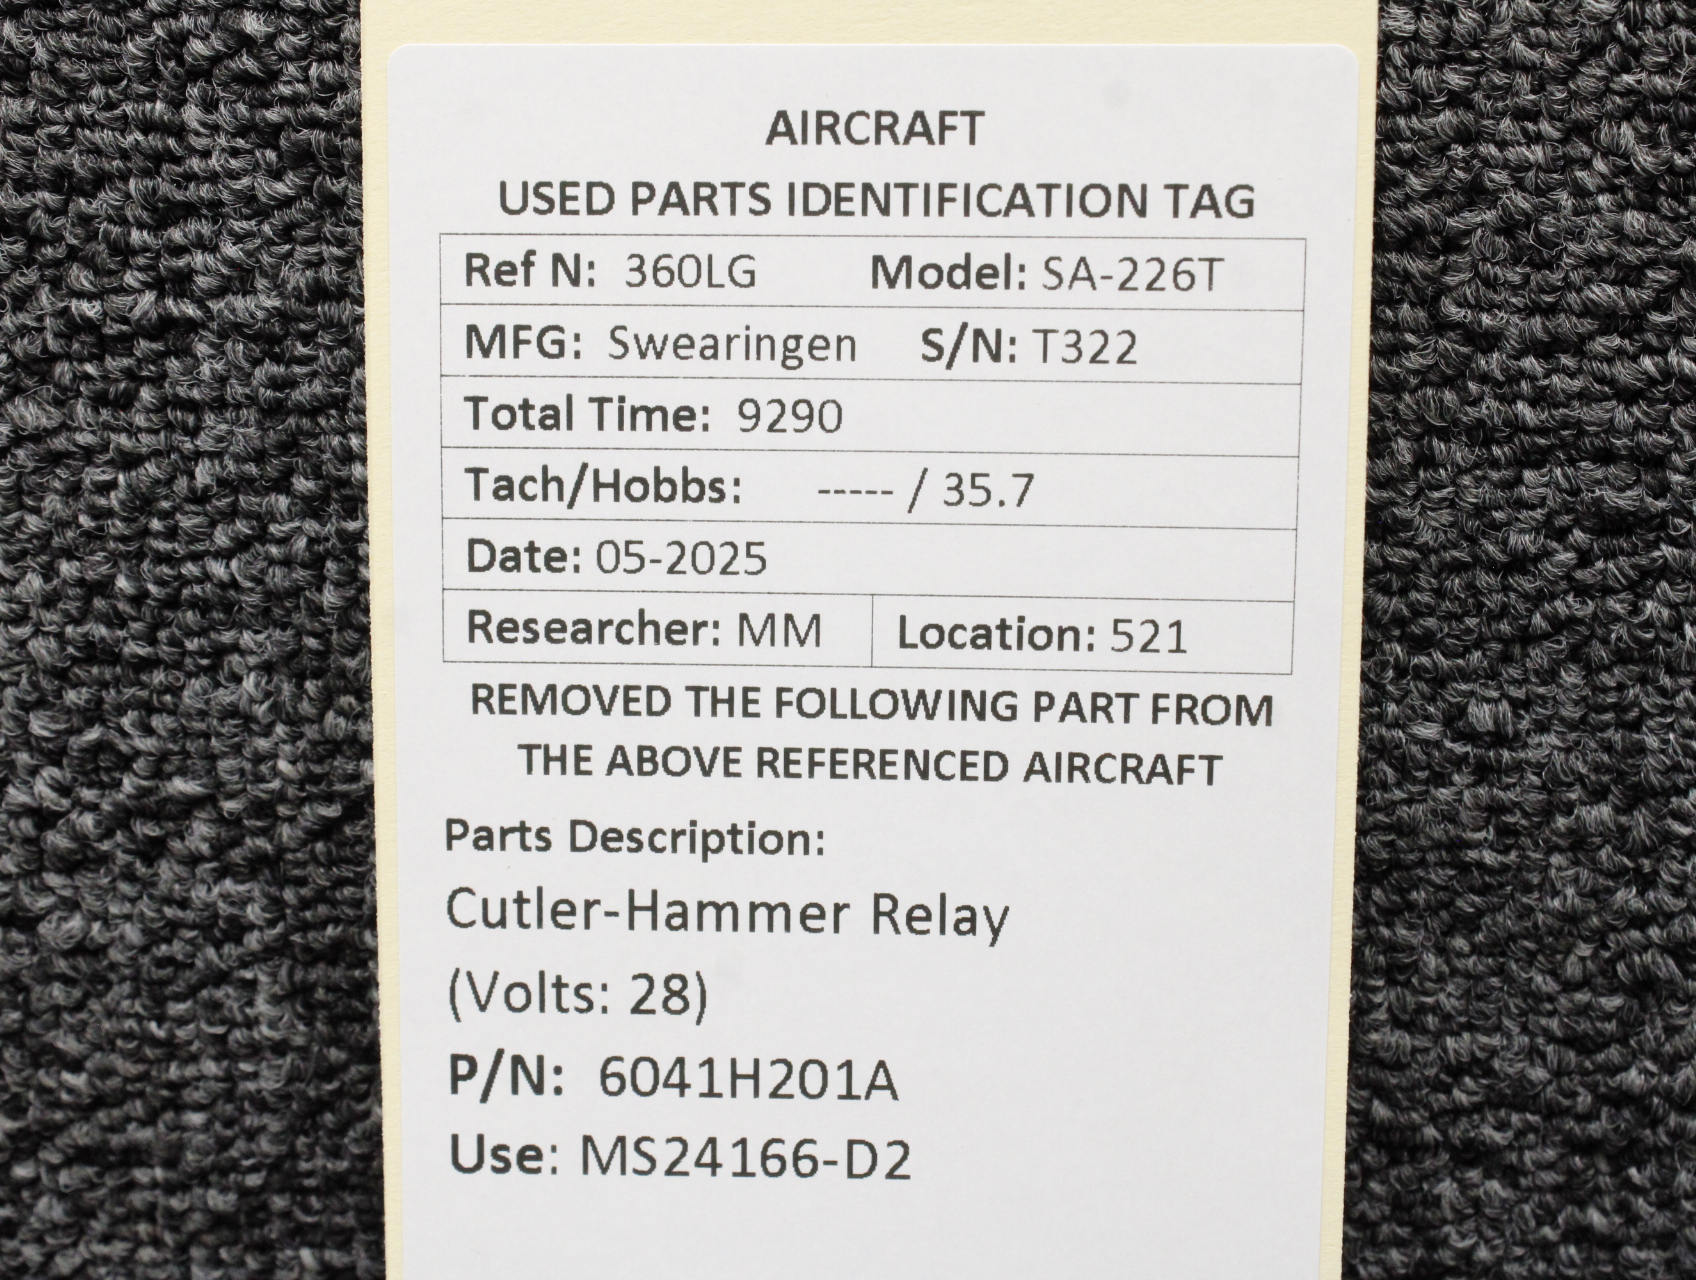 AIRCRAFT
USED PARTS IDENTIFICATION TAG
Ref N: 360LG Model: SA-226T
MFG: Swearingen S/N: T322
Total Time: 9290
Tach/Hobbs: ----- / 35.7
Date: 05-2025
Researcher: MM Location: 521
REMOVED THE FOLLOWING PART FROM
THE ABOVE REFERENCED AIRCRAFT
Parts Description:
Cutler-Hammer Relay
(Volts: 28)
P/N: 6041H201A
Use: MS24166-D2